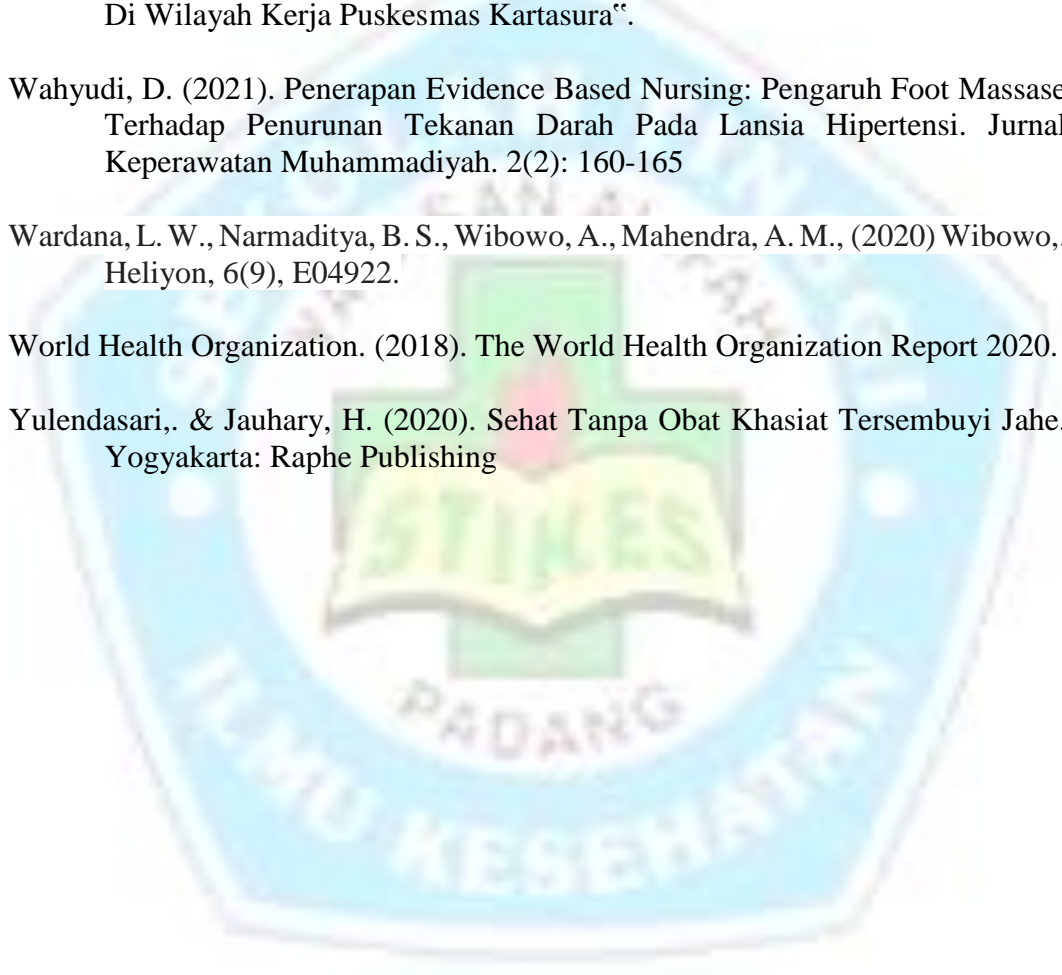 Di Wilayah Kerja Puskesmas Kartasura‟.
Wahyudi, D. (2021). Penerapan Evidence Based Nursing: Pengaruh Foot Massase
Terhadap Penurunan Tekanan Darah Pada Lansia Hipertensi. Jurnal
Keperawatan Muhammadiyah. 2(2): 160-165
Wardana, L. W., Narmaditya, B. S., Wibowo, A., Mahendra, A. M., (2020) Wibowo,.
Heliyon, 6(9), E04922.
World Health Organization. (2018). The World Health Organization Report 2020.
Yulendasari,. & Jauhary, H. (2020). Sehat Tanpa Obat Khasiat Tersembuyi Jahe.
Yogyakarta: Raphe Publishing
STIKES
PADANG
ILMU KESEHATAN